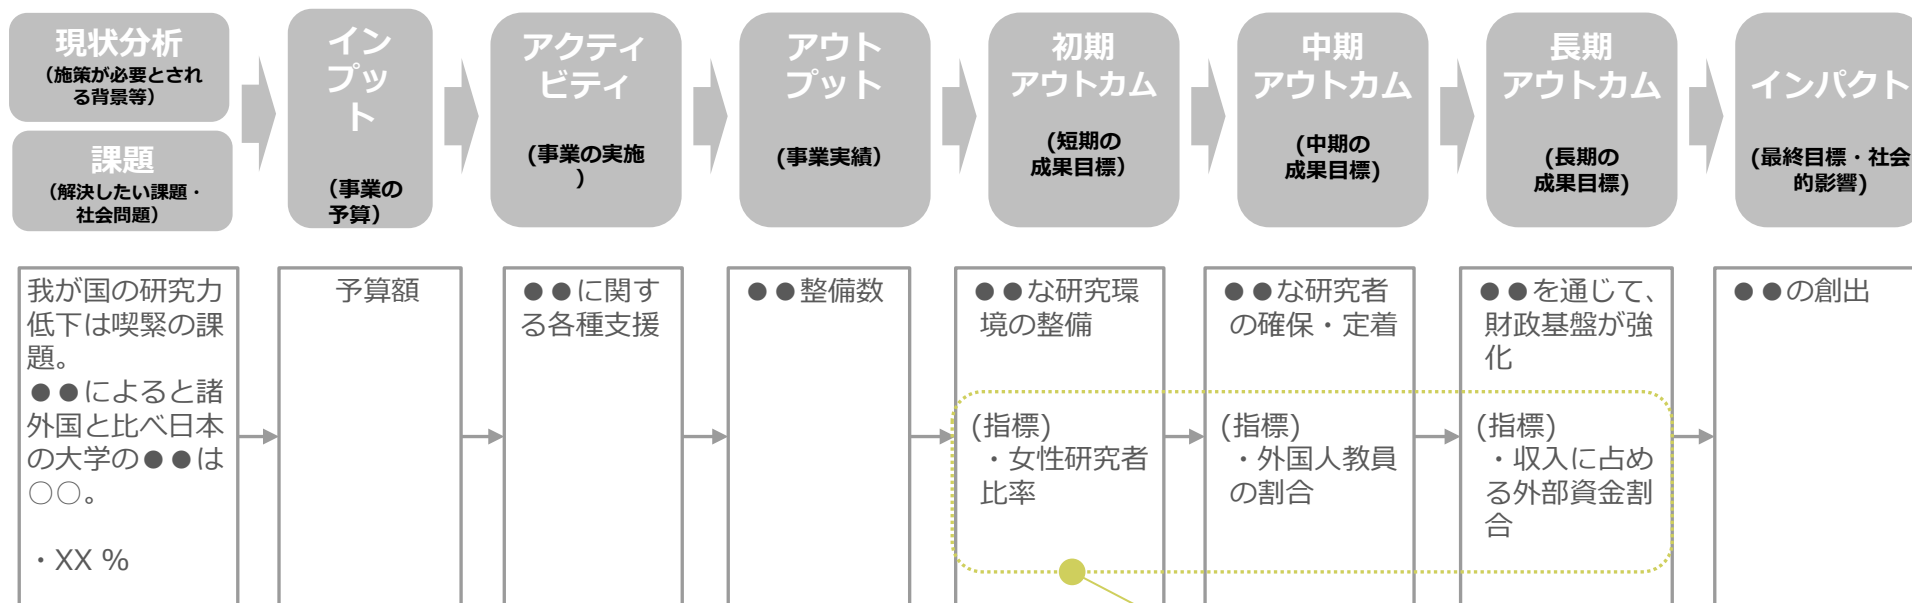 現状分析
（施策が必要とされ
る背景等）
課題
（解決したい課題・
社会問題）
イン
プッ
ト
（事業の
予算）
アクティ
ビティ
(事業の実施
)
アウト
プット
(事業実績）
初期
アウトカム
(短期の
成果目標）
中期
アウトカム
(中期の
成果目標)
長期
アウトカム
(長期の
成果目標)
インパクト
(最終目標・社会
的影響)
我が国の研究力
低下は喫緊の課
題。
●●によると諸
外国と比べ日本
の大学の●●は
○○。
・XX %
予算額
●●に関す
る各種支援
●●整備数
●●な研究環
境の整備
(指標)
・女性研究者
比率
●●な研究者
の確保・定着
(指標)
・外国人教員
の割合
●●を通じて、
財政基盤が強
化
(指標)
・収入に占め
る外部資金割
合
●●の創出